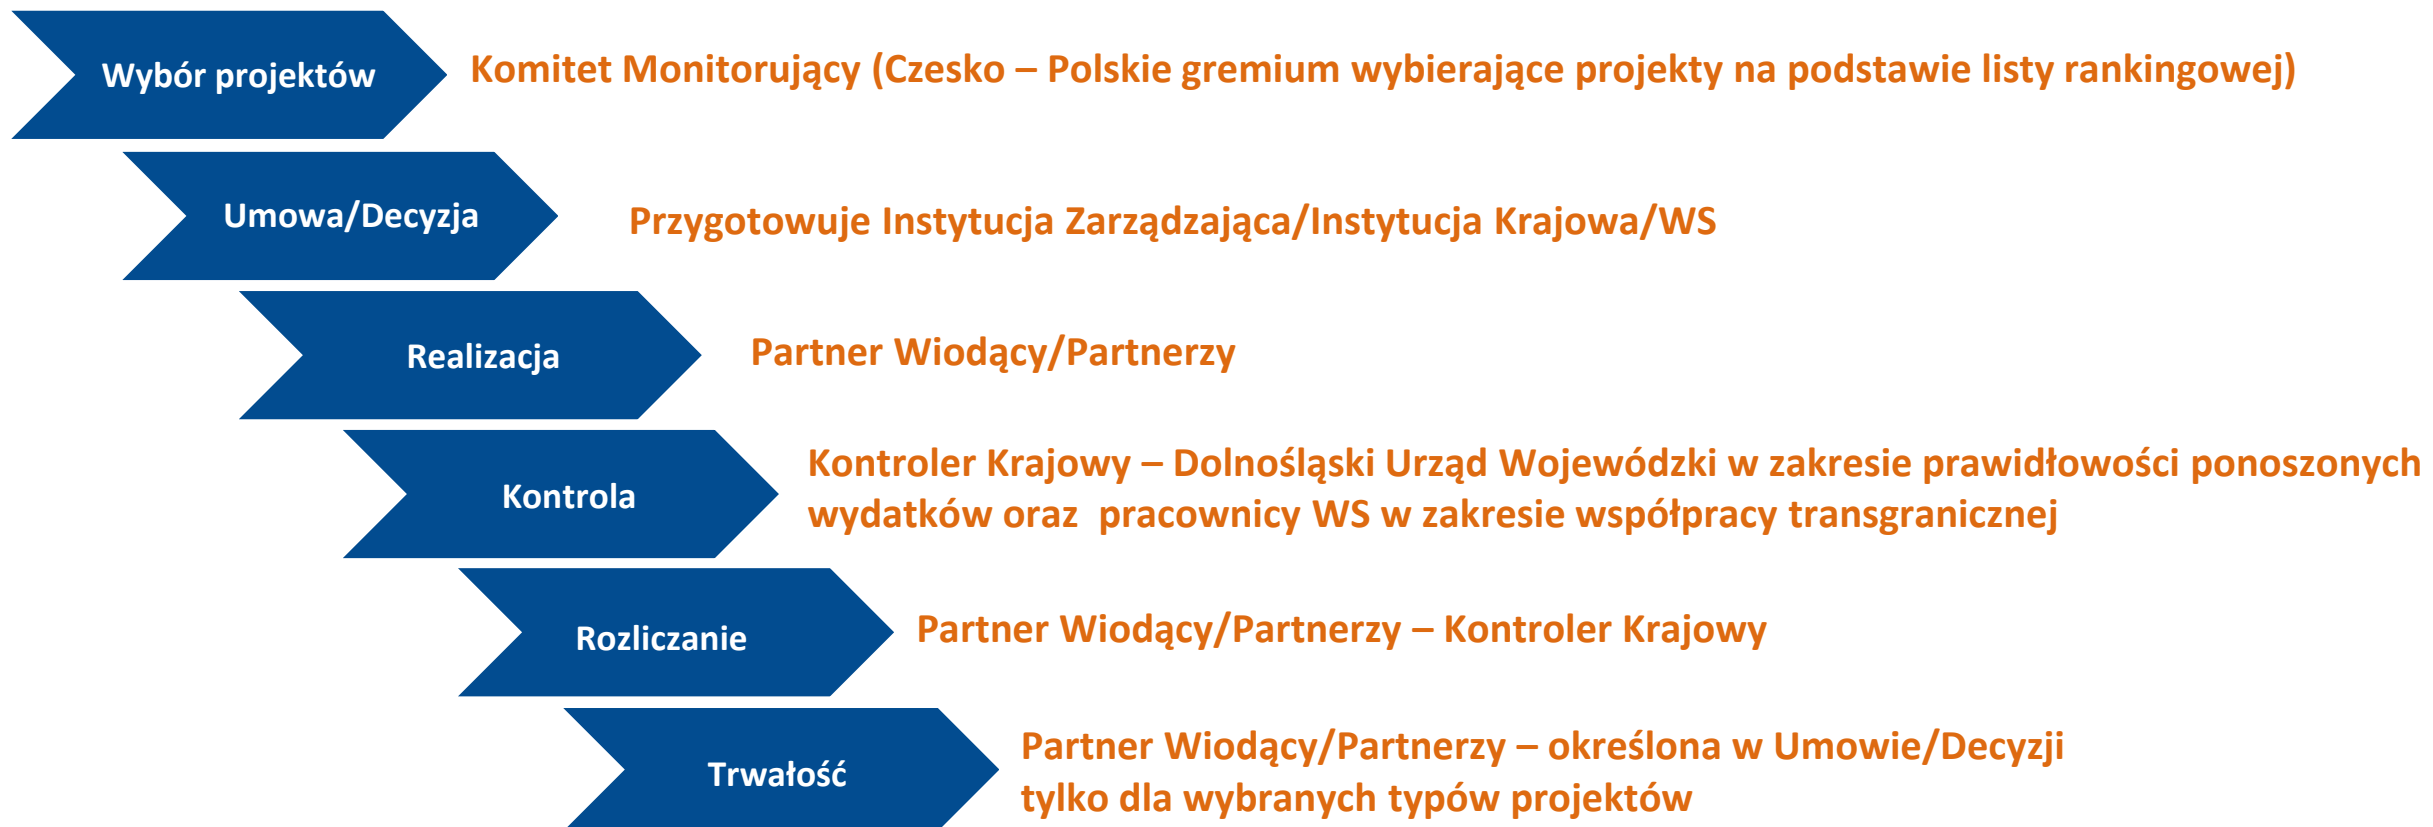 Wybór projektów
Komitet Monitorujący (Czesko – Polskie gremium wybierające projekty na podstawie listy rankingowej)
Umowa/Decyzja
Przygotowuje Instytucja Zarządzająca/Instytucja Krajowa/WS
Realizacja
Partner Wiodący/Partnerzy
Kontrola
Kontroler Krajowy – Dolnośląski Urząd Wojewódzki w zakresie prawidłowości ponoszonych
wydatków oraz  pracownicy WS w zakresie współpracy transgranicznej
Rozliczanie
Partner Wiodący/Partnerzy – Kontroler Krajowy
Trwałość
Partner Wiodący/Partnerzy – określona w Umowie/Decyzji
tylko dla wybranych typów projektów